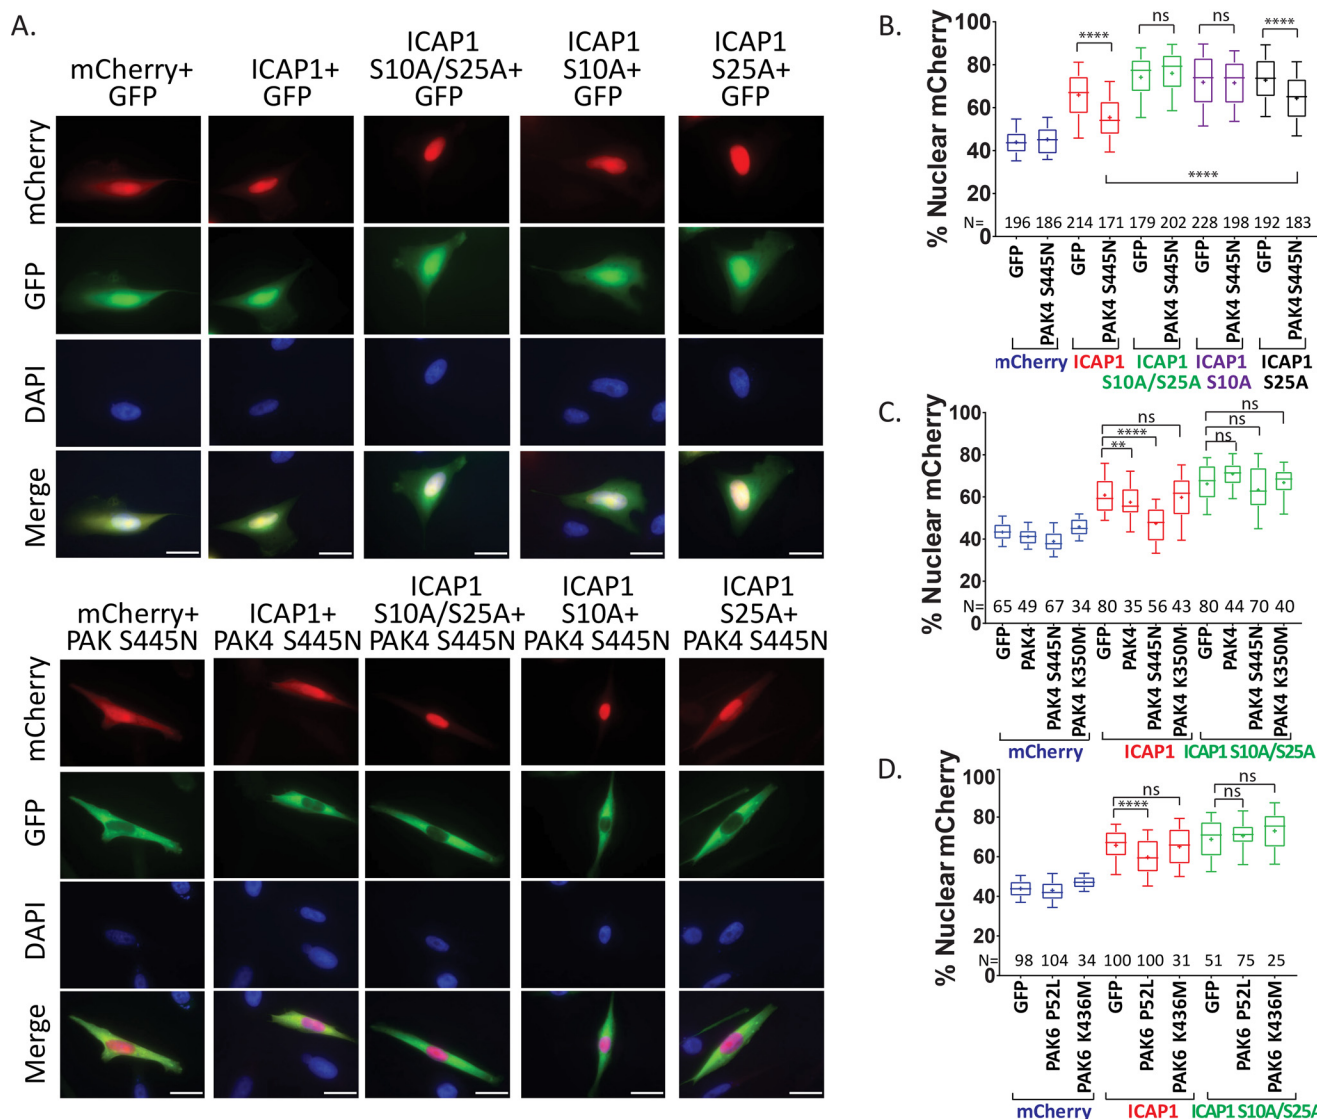 A.
mCherry+
GFP
ICAP1+
GFP
ICAP1
S10A/S25A+
GFP
ICAP1
S10A+
GFP
ICAP1
S25A+
GFP
mCherry
GFP
DAPI
Merge
mCherry+
PAK S445N
ICAP1+
PAK4 S445N
ICAP1
S10A/S25A+
PAK4 S445N
ICAP1
S10A+
PAK4 S445N
ICAP1
S25A+
PAK4 S445N
mCherry
GFP
DAPI
Merge
B.
% Nuclear mCherry
100
80
60
40
20
0
**** ns ns ****
****
N= 196 186 214 171 179 202 228 198 192 183
GFP
PAK4 S445N
GFP
PAK4 S445N
GFP
PAK4 S445N
GFP
PAK4 S445N
GFP
PAK4 S445N
mCherry
ICAP1
ICAP1
S10A/S25A
ICAP1
S10A
ICAP1
S25A
C.
% Nuclear mCherry
100
80
60
40
20
0
ns
****
**
ns
ns
ns
N= 65 49 67 34 80 35 56 43 80 44 70 40
GFP
PAK4
PAK4 S445N
PAK4 K350M
GFP
PAK4
PAK4 S445N
PAK4 K350M
GFP
PAK4
PAK4 S445N
PAK4 K350M
mCherry
ICAP1
ICAP1 S10A/S25A
D.
% Nuclear mCherry
100
80
60
40
20
0
ns
****
ns
ns
N= 98 104 34 100 100 31 51 75 25
GFP
PAK6 P52L
PAK6 K436M
GFP
PAK6 P52L
PAK6 K436M
GFP
PAK6 P52L
PAK6 K436M
mCherry
ICAP1
ICAP1 S10A/S25A